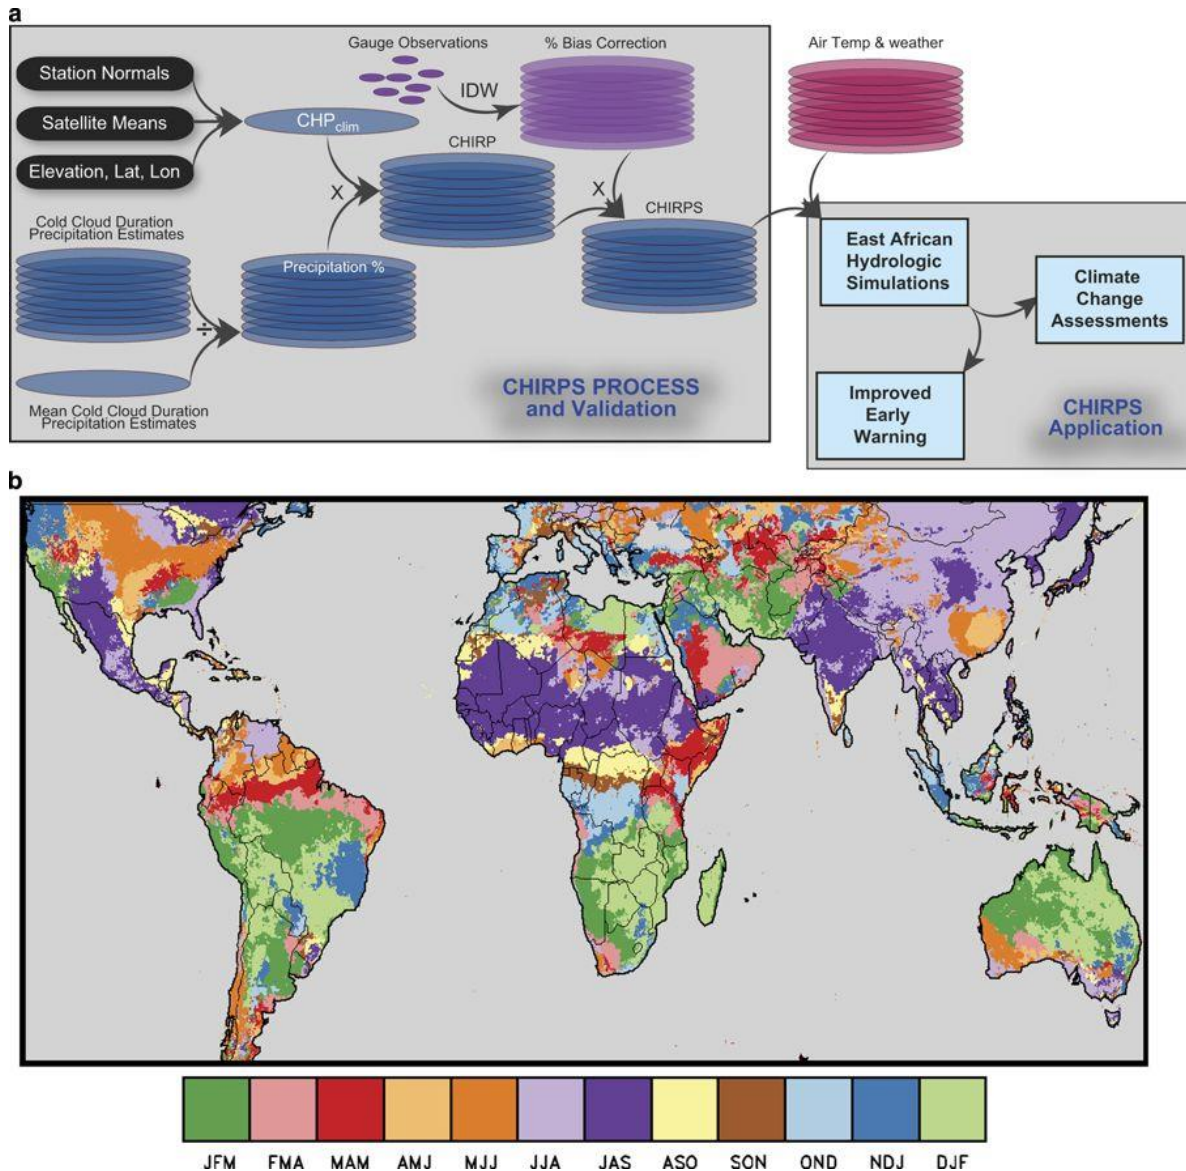 a
Gauge Observations
% Bias Correction
Air Temp & weather
Station Normals
IDW
Satellite Means
CHPclim
CHIRP
Elevation, Lat, Lon
X
X
CHIRPS
Cold Cloud Duration
Precipitation Estimates
East African
Hydrologic
Simulations
Precipitation %
Climate
Change
Assessments
÷
CHIRPS PROCESS
and Validation
Improved
Early
Warning
CHIRPS
Application
Mean Cold Cloud Duration
Precipitation Estimates
b
JFM FMA MAM AMJ MJJ JJA JAS ASO SON OND NDJ DJF